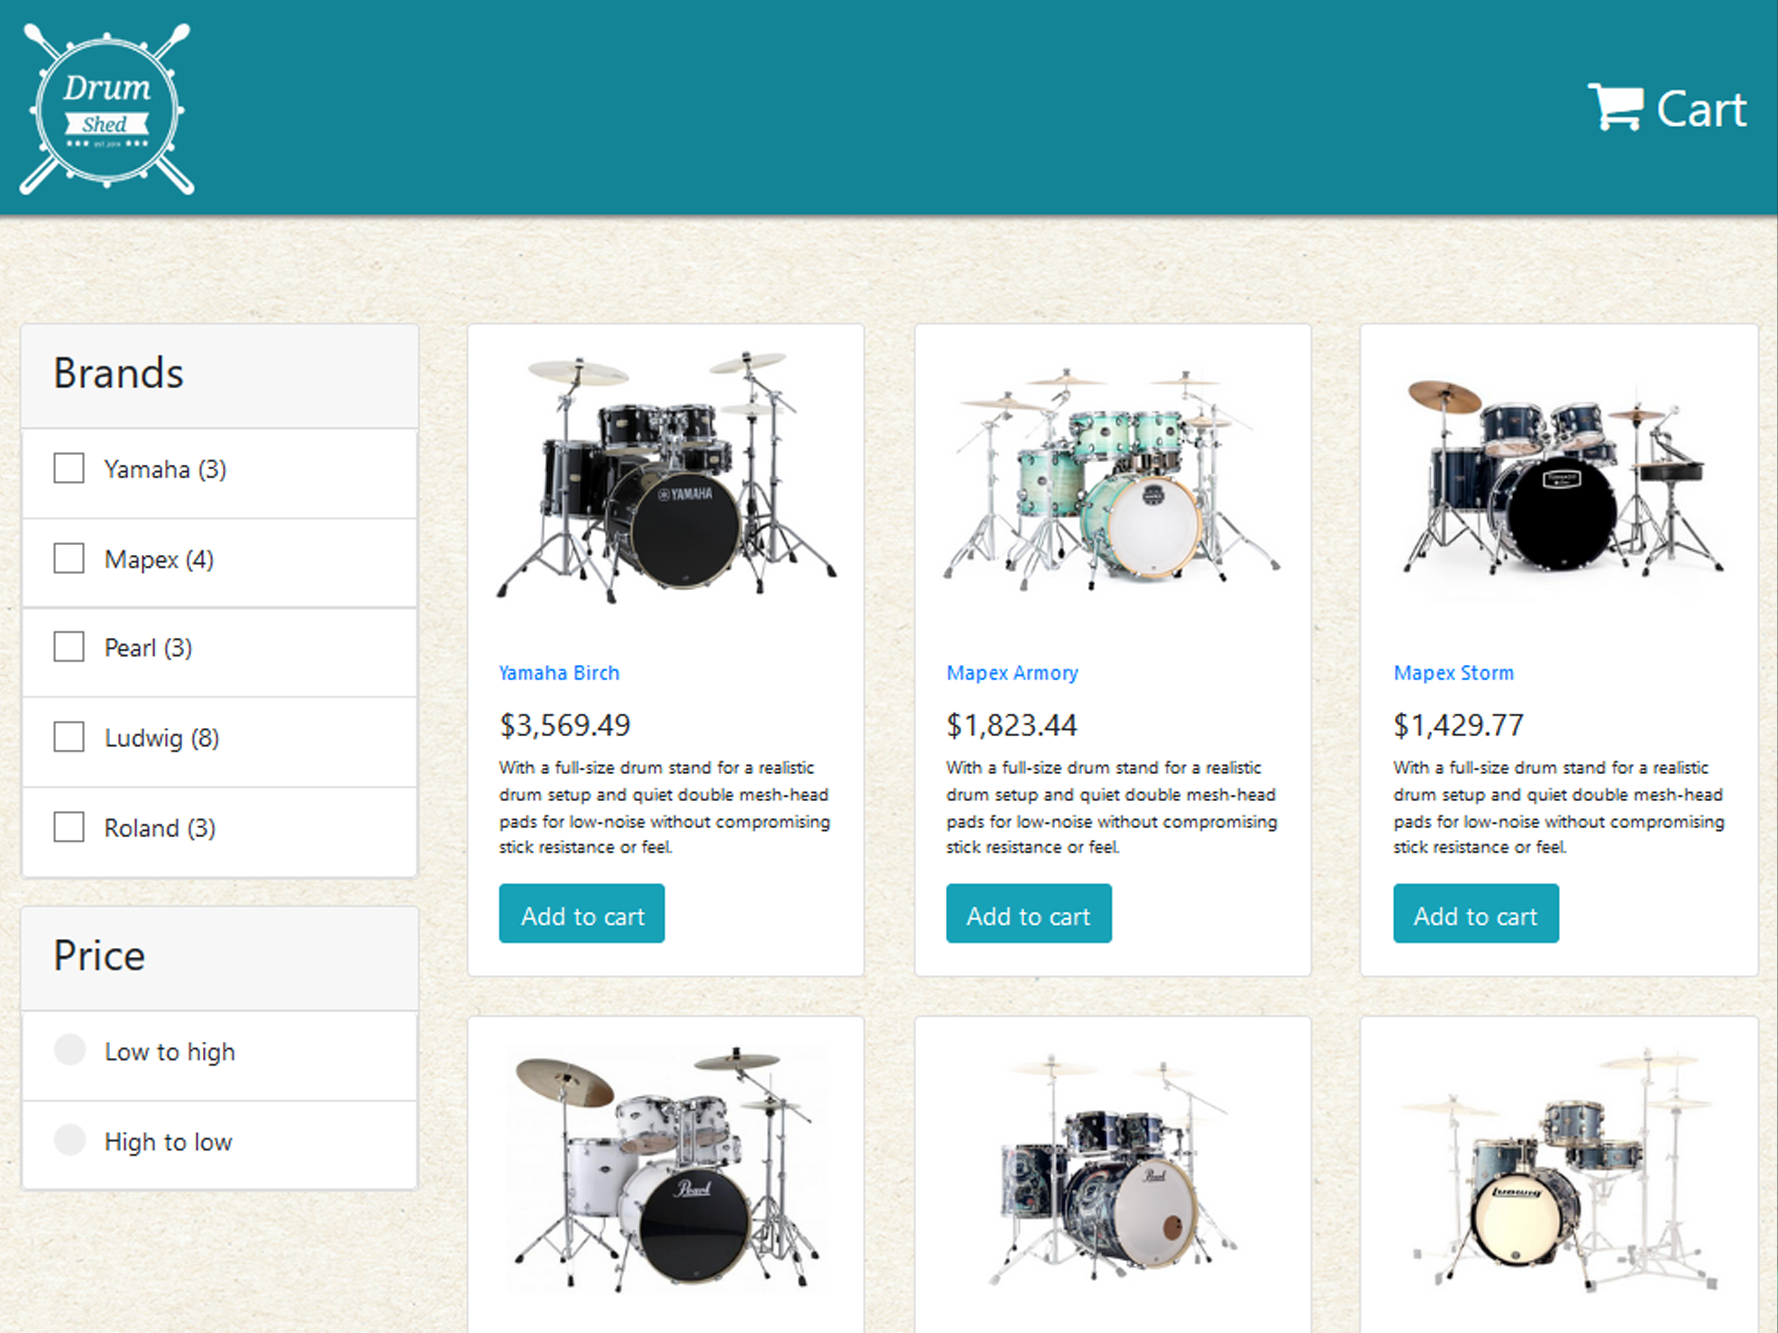 Drum
Shed
EST. 2019
Cart
Brands
Yamaha (3)
Mapex (4)
Pearl (3)
Ludwig (8)
Roland (3)
Price
Low to high
High to low
YAMAHA
Yamaha Birch
$3,569.49
With a full-size drum stand for a realistic
drum setup and quiet double mesh-head
pads for low-noise without compromising
stick resistance or feel.
Add to cart
Mapex Armory
$1,823.44
With a full-size drum stand for a realistic
drum setup and quiet double mesh-head
pads for low-noise without compromising
stick resistance or feel.
Add to cart
Mapex Storm
$1,429.77
With a full-size drum stand for a realistic
drum setup and quiet double mesh-head
pads for low-noise without compromising
stick resistance or feel.
Add to cart
Pearl
Pearl
Ludwig